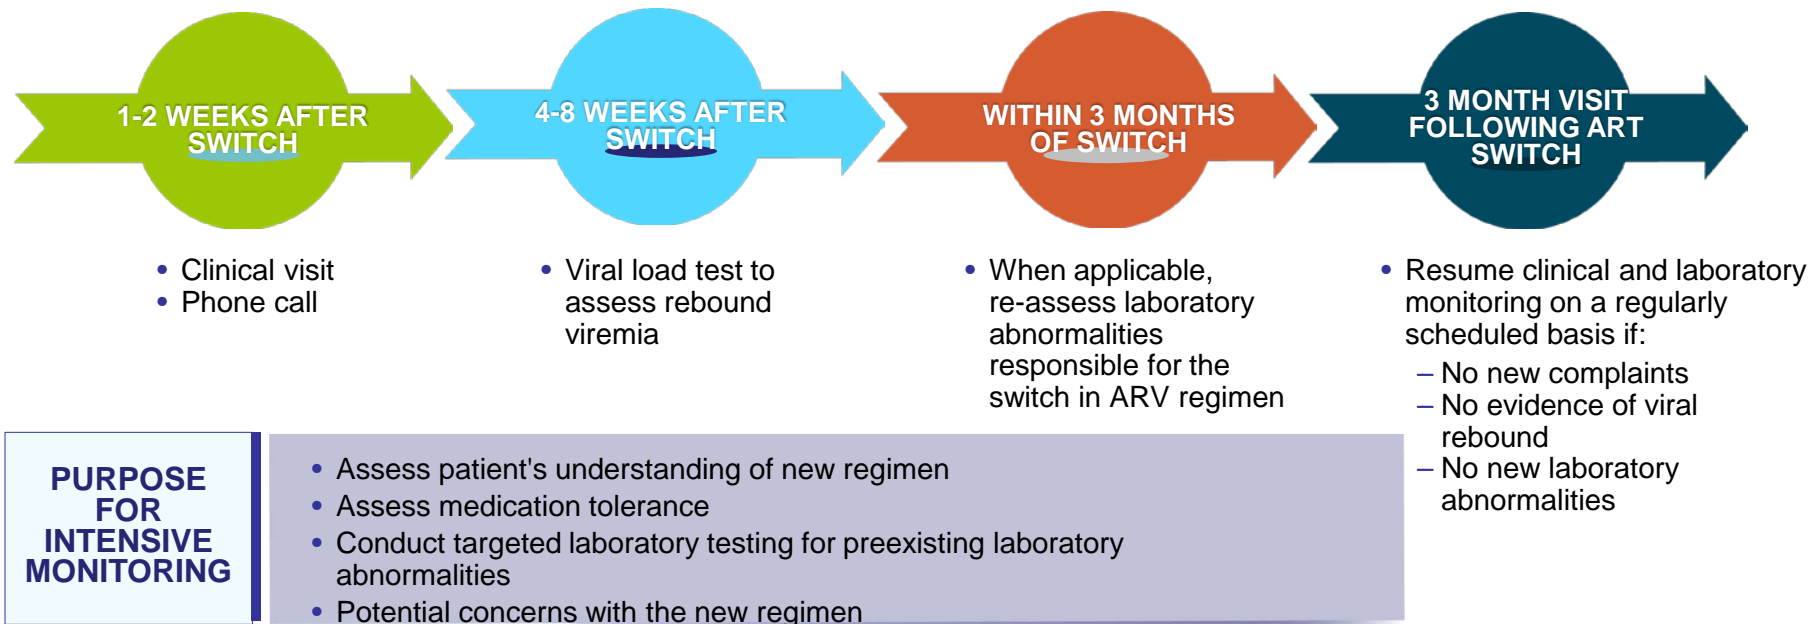 1-2 WEEKS AFTER
SWITCH
4-8 WEEKS AFTER
SWITCH
WITHIN 3 MONTHS
OF SWITCH
3 MONTH VISIT
FOLLOWING ART
SWITCH
• Clinical visit
• Phone call
• Viral load test to
assess rebound
viremia
• When applicable,
re-assess laboratory
abnormalities
responsible for the
switch in ARV regimen
• Resume clinical and laboratory
monitoring on a regularly
scheduled basis if:
– No new complaints
– No evidence of viral
rebound
– No new laboratory
abnormalities
PURPOSE
FOR
INTENSIVE
MONITORING
• Assess patient's understanding of new regimen
• Assess medication tolerance
• Conduct targeted laboratory testing for preexisting laboratory
abnormalities
• Potential concerns with the new regimen